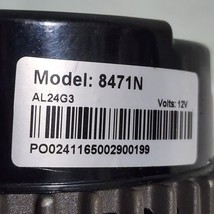 Model: 8471N
AL24G3
Volts: 12V
PO0241165002900199